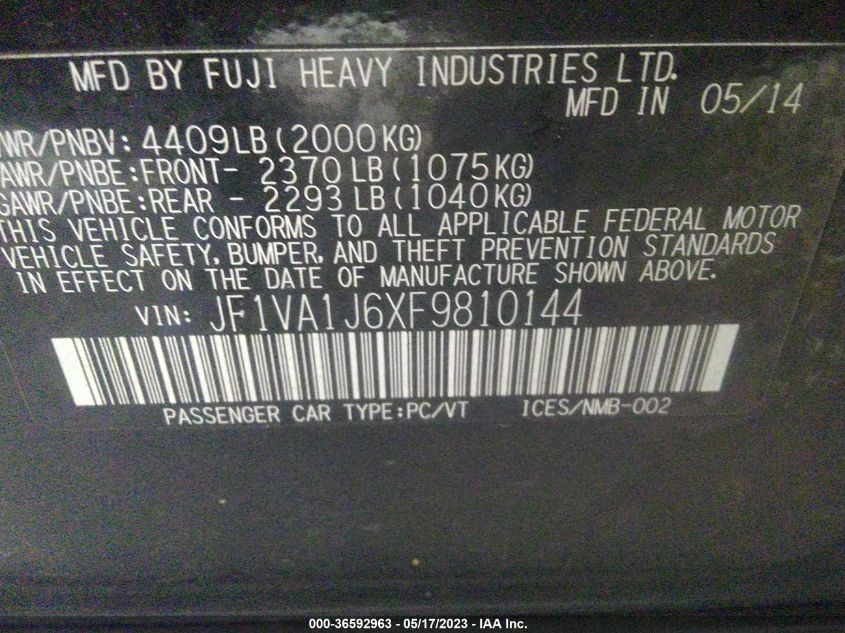 MFD BY FUJI HEAVY INDUSTRIES LTD.
MFD IN 05/14
WR/PNBV: 4409LB(2000KG)
AWR/PNBE:FRONT- 2370LB(1075KG)
GAWR/PNBE:REAR - 2293LB(1040KG)
THIS VEHICLE CONFORMS TO ALL APPLICABLE FEDERAL MOTOR
VEHICLE SAFETY, BUMPER, AND THEFT PREVENTION STANDARDS
IN EFFECT ON THE DATE OF MANUFACTURE SHOWN ABOVE.
VIN: JF1VA1J6XF9810144
PASSENGER CAR TYPE:PC/VT ICES/NMB-002
000-36592963 - 05/17/2023 - IAA Inc.